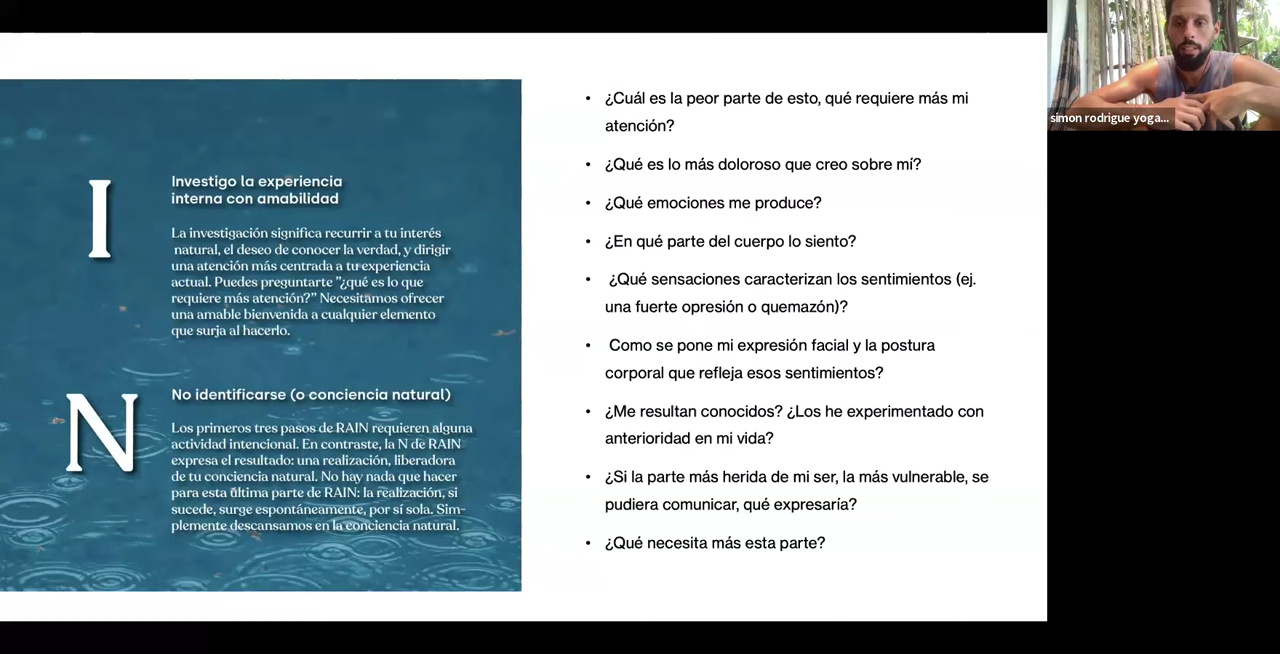 I
Investigo la experiencia
interna con amabilidad
La investigación significa recurrir a tu interés
natural, el deseo de conocer la verdad, y dirigir
una atención más centrada a tu experiencia
actual. Puedes preguntarte "¿qué es lo que
requiere más atención?" Necesitamos ofrecer
una amable bienvenida a cualquier elemento
que surja al hacerlo.
N
No identificarse (o conciencia natural)
Los primeros tres pasos de RAIN requieren alguna
actividad intencional. En contraste, la N de RAIN
expresa el resultado: una realización, liberadora
de tu conciencia natural. No hay nada que hacer
para esta última parte de RAIN: la realización, si
sucede, surge espontáneamente, por sí sola. Sim-
plemente descansamos en la conciencia natural.
• ¿Cuál es la peor parte de esto, qué requiere más mi
atención?
• ¿Qué es lo más doloroso que creo sobre mí?
• ¿Qué emociones me produce?
• ¿En qué parte del cuerpo lo siento?
• ¿Qué sensaciones caracterizan los sentimientos (ej.
una fuerte opresión o quemazón)?
• Como se pone mi expresión facial y la postura
corporal que refleja esos sentimientos?
• ¿Me resultan conocidos? ¿Los he experimentado con
anterioridad en mi vida?
• ¿Si la parte más herida de mi ser, la más vulnerable, se
pudiera comunicar, qué expresaría?
• ¿Qué necesita más esta parte?
simon rodrigue yoga...